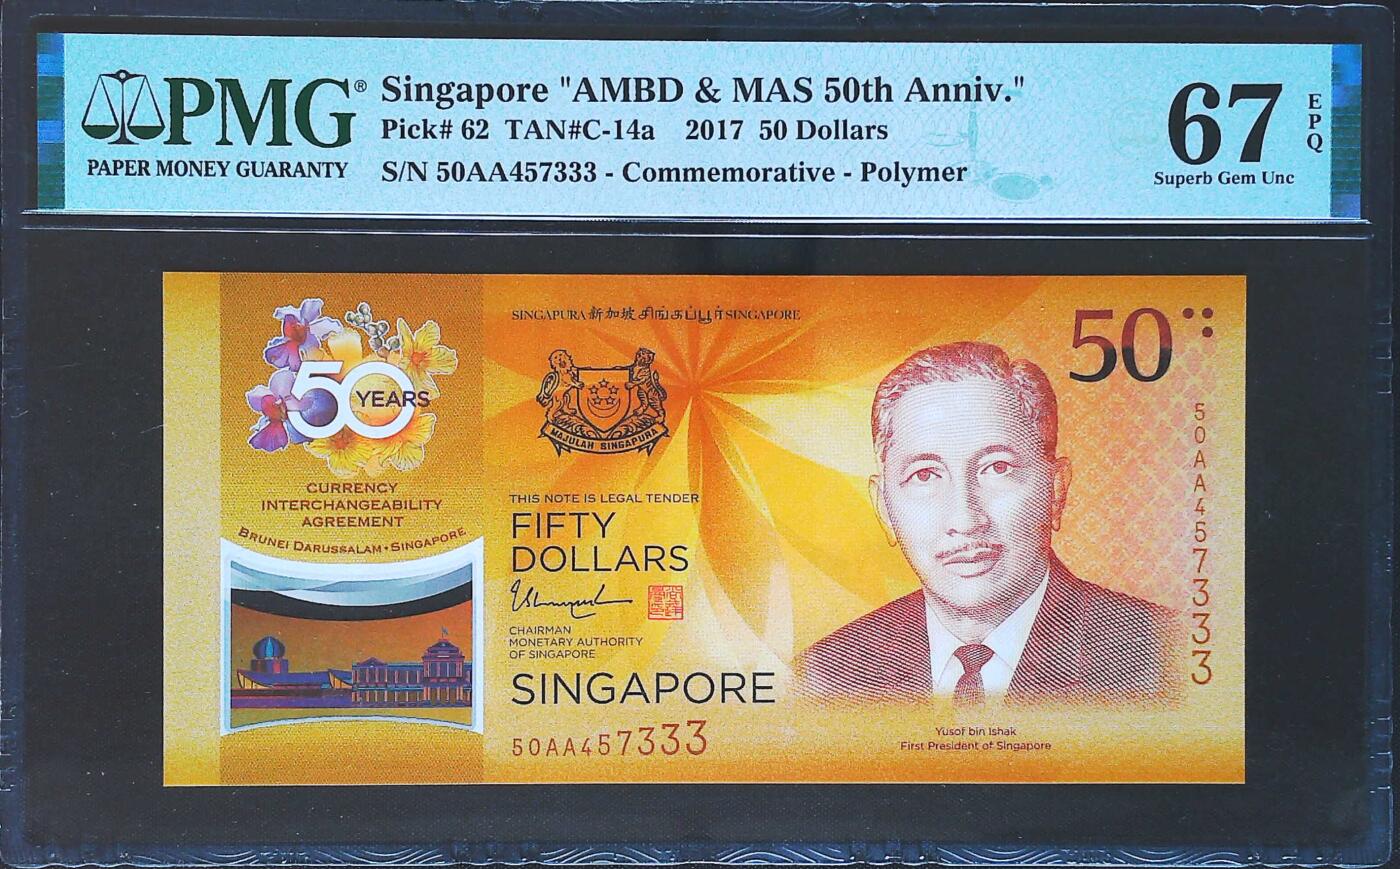 PMG®
PAPER MONEY GUARANTY
Singapore "AMBD & MAS 50th Anniv."
Pick# 62 TAN#C-14a 2017 50 Dollars
S/N 50AA457333 - Commemorative - Polymer
67
EPQ
Superb Gem Unc
SINGAPURA 新加坡 சிங்கப்பூர் SINGAPORE
50
50 YEARS
MAJULAH SINGAPURA
CURRENCY
INTERCHANGEABILITY
AGREEMENT
BRUNEI DARUSSALAM • SINGAPORE
THIS NOTE IS LEGAL TENDER
FIFTY
DOLLARS
CHAIRMAN
MONETARY AUTHORITY
OF SINGAPORE
SINGAPORE
50AA457333
50AA457333
Yusof bin Ishak
First President of Singapore